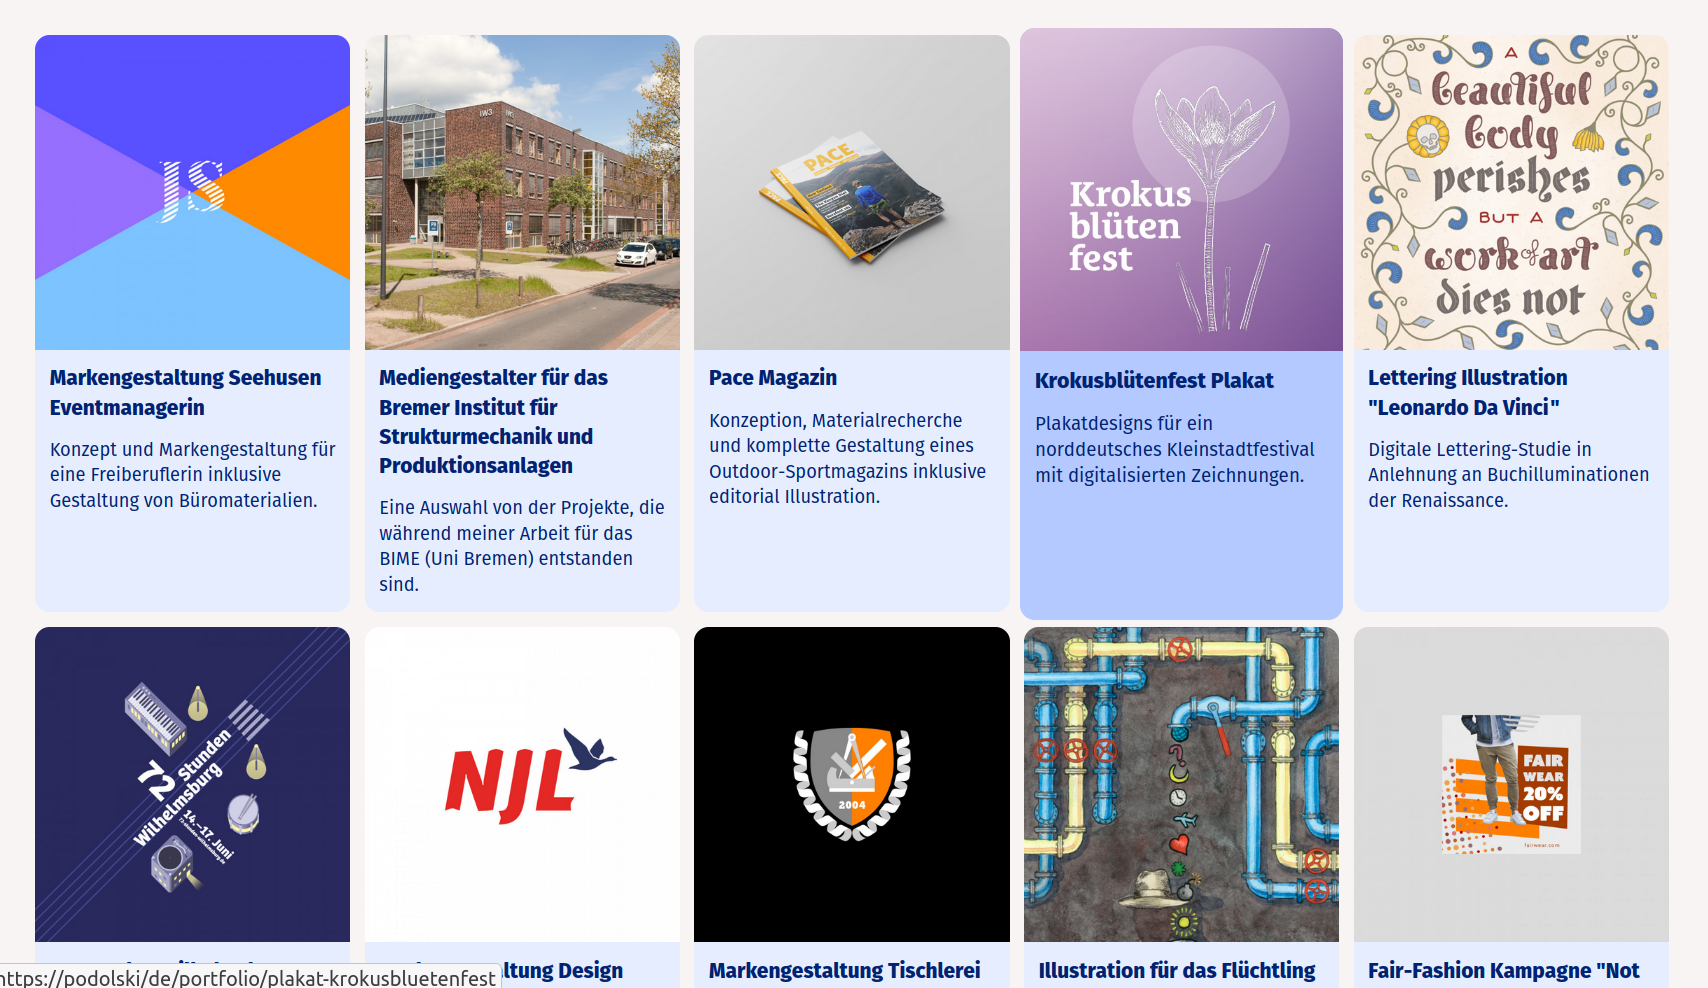 JS
IW3
PACE
Krokus
blüten
fest
A
beautiful
body
perishes
BUT A
work of art
dies not
Markengestaltung Seehusen
Eventmanagerin
Konzept und Markengestaltung für
eine Freiberuflerin inklusive
Gestaltung von Büromaterialien.
Mediengestalter für das
Bremer Institut für
Strukturmechanik und
Produktionsanlagen
Eine Auswahl von der Projekte, die
während meiner Arbeit für das
BIME (Uni Bremen) entstanden
sind.
Pace Magazin
Konzeption, Materialrecherche
und komplette Gestaltung eines
Outdoor-Sportmagazins inklusive
editorial Illustration.
Krokusblütenfest Plakat
Plakatdesigns für ein
norddeutsches Kleinstadtfestival
mit digitalisierten Zeichnungen.
Lettering Illustration
"Leonardo Da Vinci"
Digitale Lettering-Studie in
Anlehnung an Buchilluminationen
der Renaissance.
72 Stunden
Wilhelmsburg
14.–17. Juni
NJL
2004
FAIR
WEAR
20%
OFF
fairwear.com
ltung Design
Markengestaltung Tischlerei
Illustration für das Flüchtling
Fair-Fashion Kampagne "Not
https://podolski/de/portfolio/plakat-krokusbluetenfest